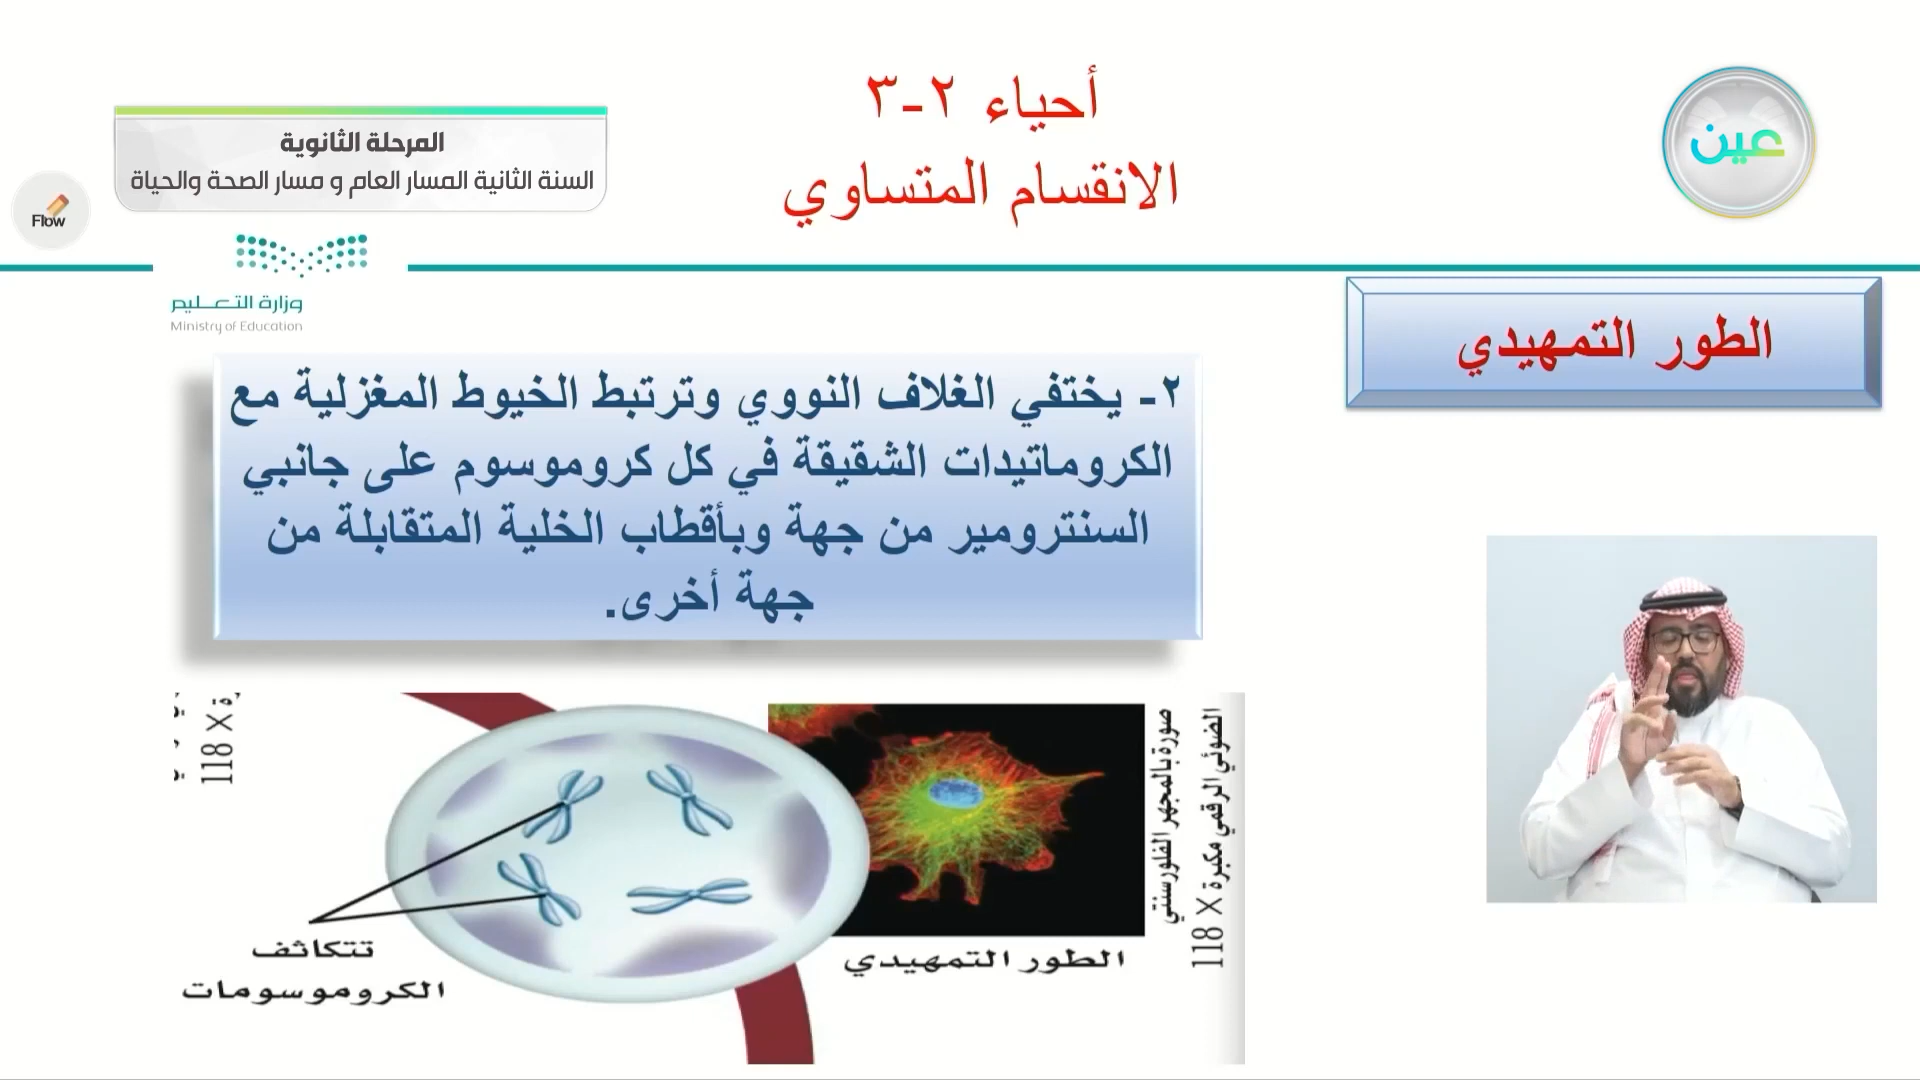 أحياء ٢-٣
الانقسام المتساوي
عين
المرحلة الثانوية
السنة الثانية المسار العام و مسار الصحة والحياة
Flow
وزارة التعليم
Ministry of Education
الطور التمهيدي
٢- يختفي الغلاف النووي وترتبط الخيوط المغزلية مع
الكروماتيدات الشقيقة في كل كروموسوم على جانبي
السنترومير من جهة وبأقطاب الخلية المتقابلة من
جهة أخرى.
صورة بالمجهر الفلورسنتي
الضوئي الرقمي مكبرة X 118
الطور التمهيدي
تتكاثف
الكروموسومات
118 X